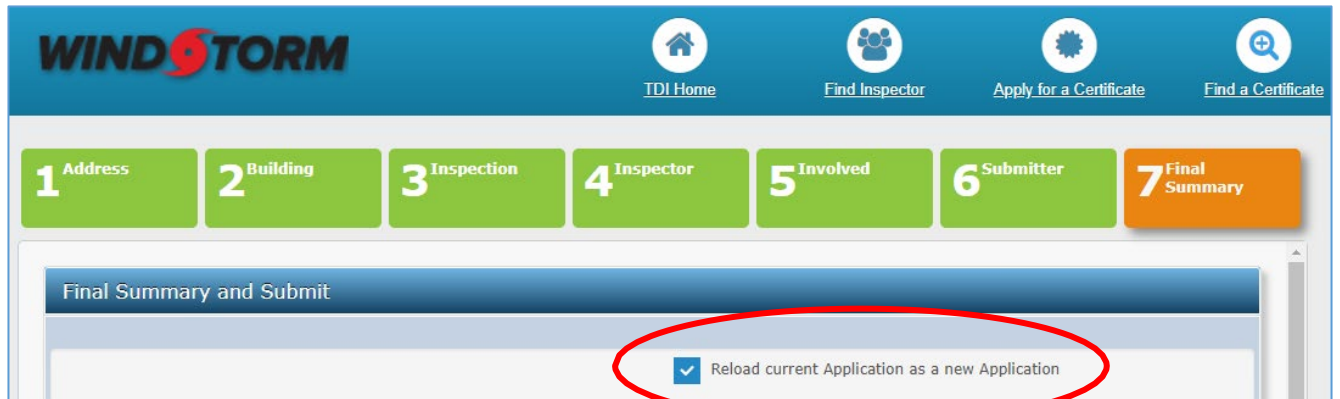 WINDSTORM
TDI Home
Find Inspector
Apply for a Certificate
Find a Certificate
1 Address
2 Building
3 Inspection
4 Inspector
5 Involved
6 Submitter
7 Final
Summary
Final Summary and Submit
Reload current Application as a new Application